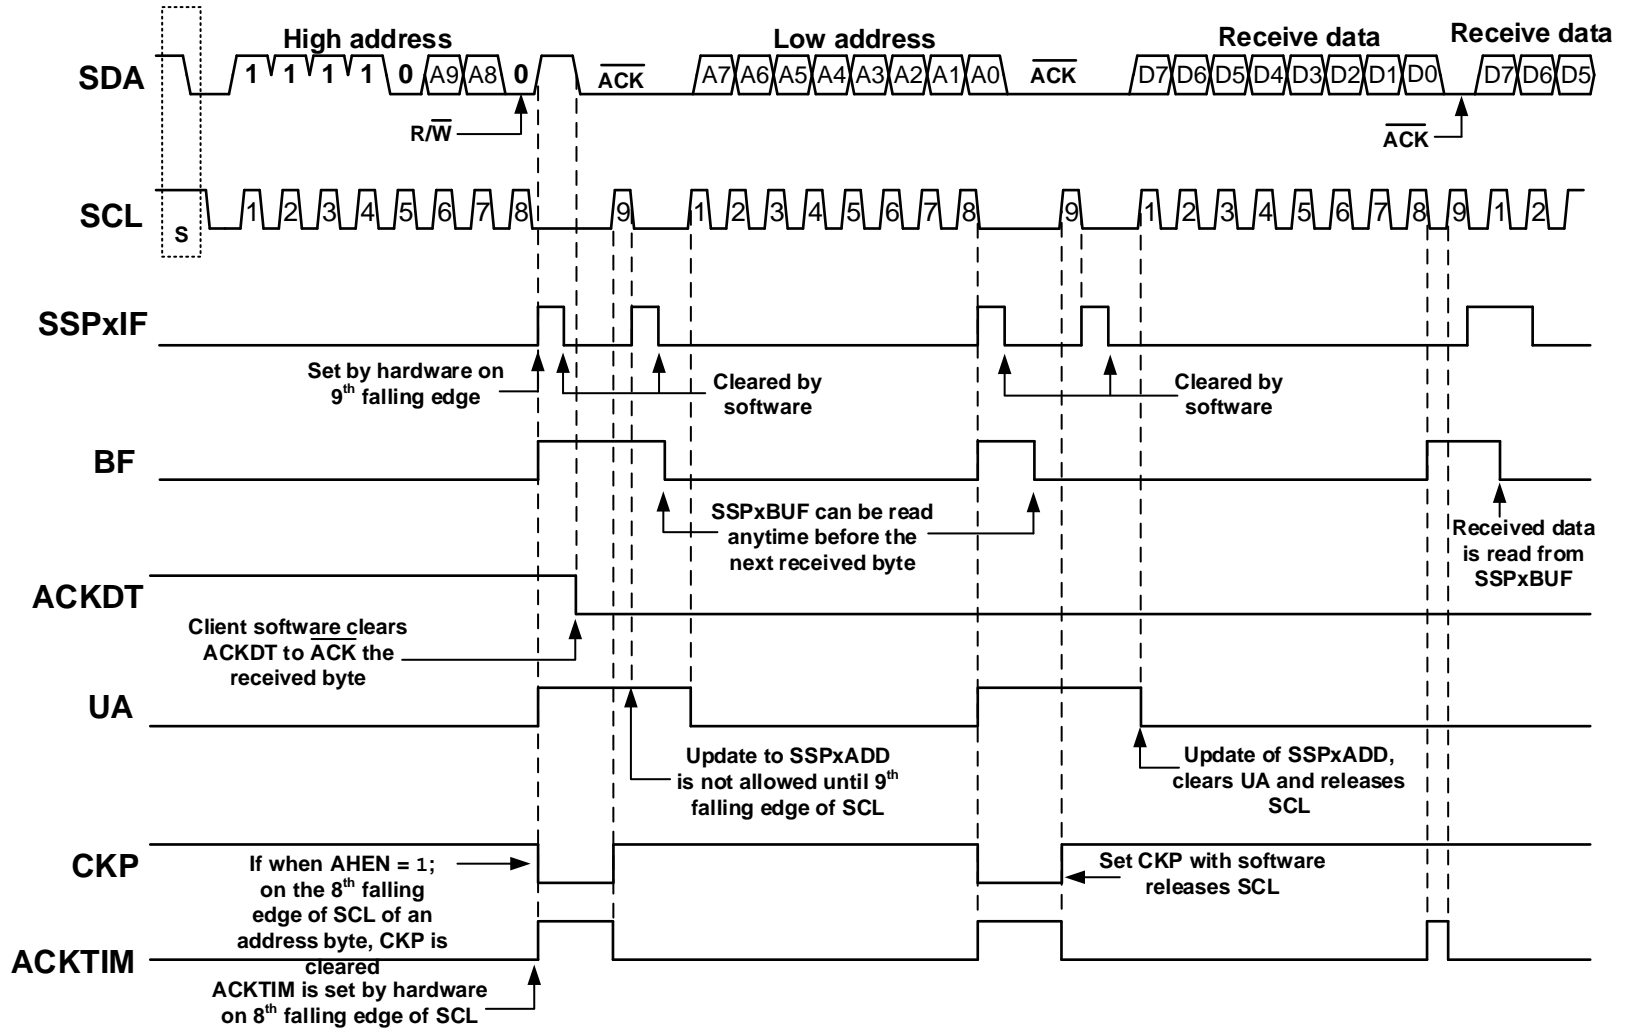 High address
Low address
Receive data
Receive data
SDA
1 1 1 1 0 A9 A8 0
ACK
A7 A6 A5 A4 A3 A2 A1 A0
ACK
D7 D6 D5 D4 D3 D2 D1 D0
D7 D6 D5
R/W
ACK
SCL
S
1 2 3 4 5 6 7 8 9
1 2 3 4 5 6 7 8 9
1 2 3 4 5 6 7 8 9 1 2
SSPxIF
Set by hardware on
9th falling edge
Cleared by
software
Cleared by
software
BF
SSPxBUF can be read
anytime before the
next received byte
Received data
is read from
SSPxBUF
ACKDT
Client software clears
ACKDT to ACK the
received byte
UA
Update to SSPxADD
is not allowed until 9th
falling edge of SCL
Update of SSPxADD,
clears UA and releases
SCL
CKP
If when AHEN = 1;
on the 8th falling
edge of SCL of an
address byte, CKP is
cleared
Set CKP with software
releases SCL
ACKTIM
ACKTIM is set by hardware
on 8th falling edge of SCL